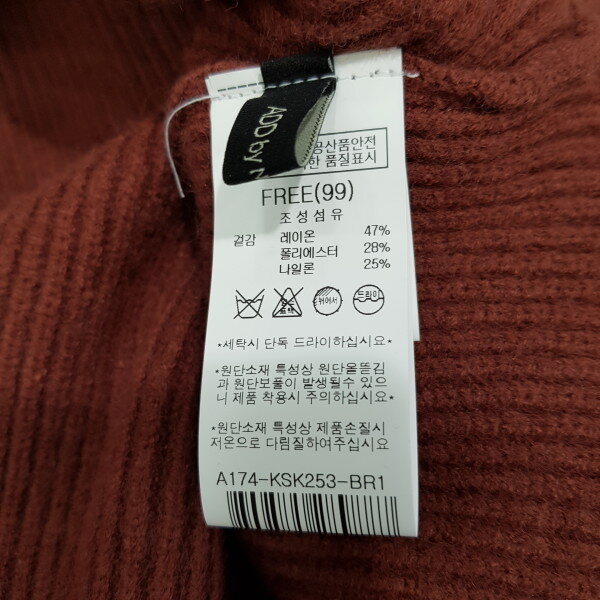 ADD by
공산품안전
한 품질표시
FREE(99)
조성섬유
겉감 레이온 47%
폴리에스터 28%
나일론 25%
뉘어서 드라이
*세탁시 단독 드라이하십시요*
*원단소재 특성상 원단올뜯김
과 원단보풀이 발생될수 있으
니 제품 착용시 주의하십시요*
*원단소재 특성상 제품손질시
저온으로 다림질하여주십시요
A174-KSK253-BR1